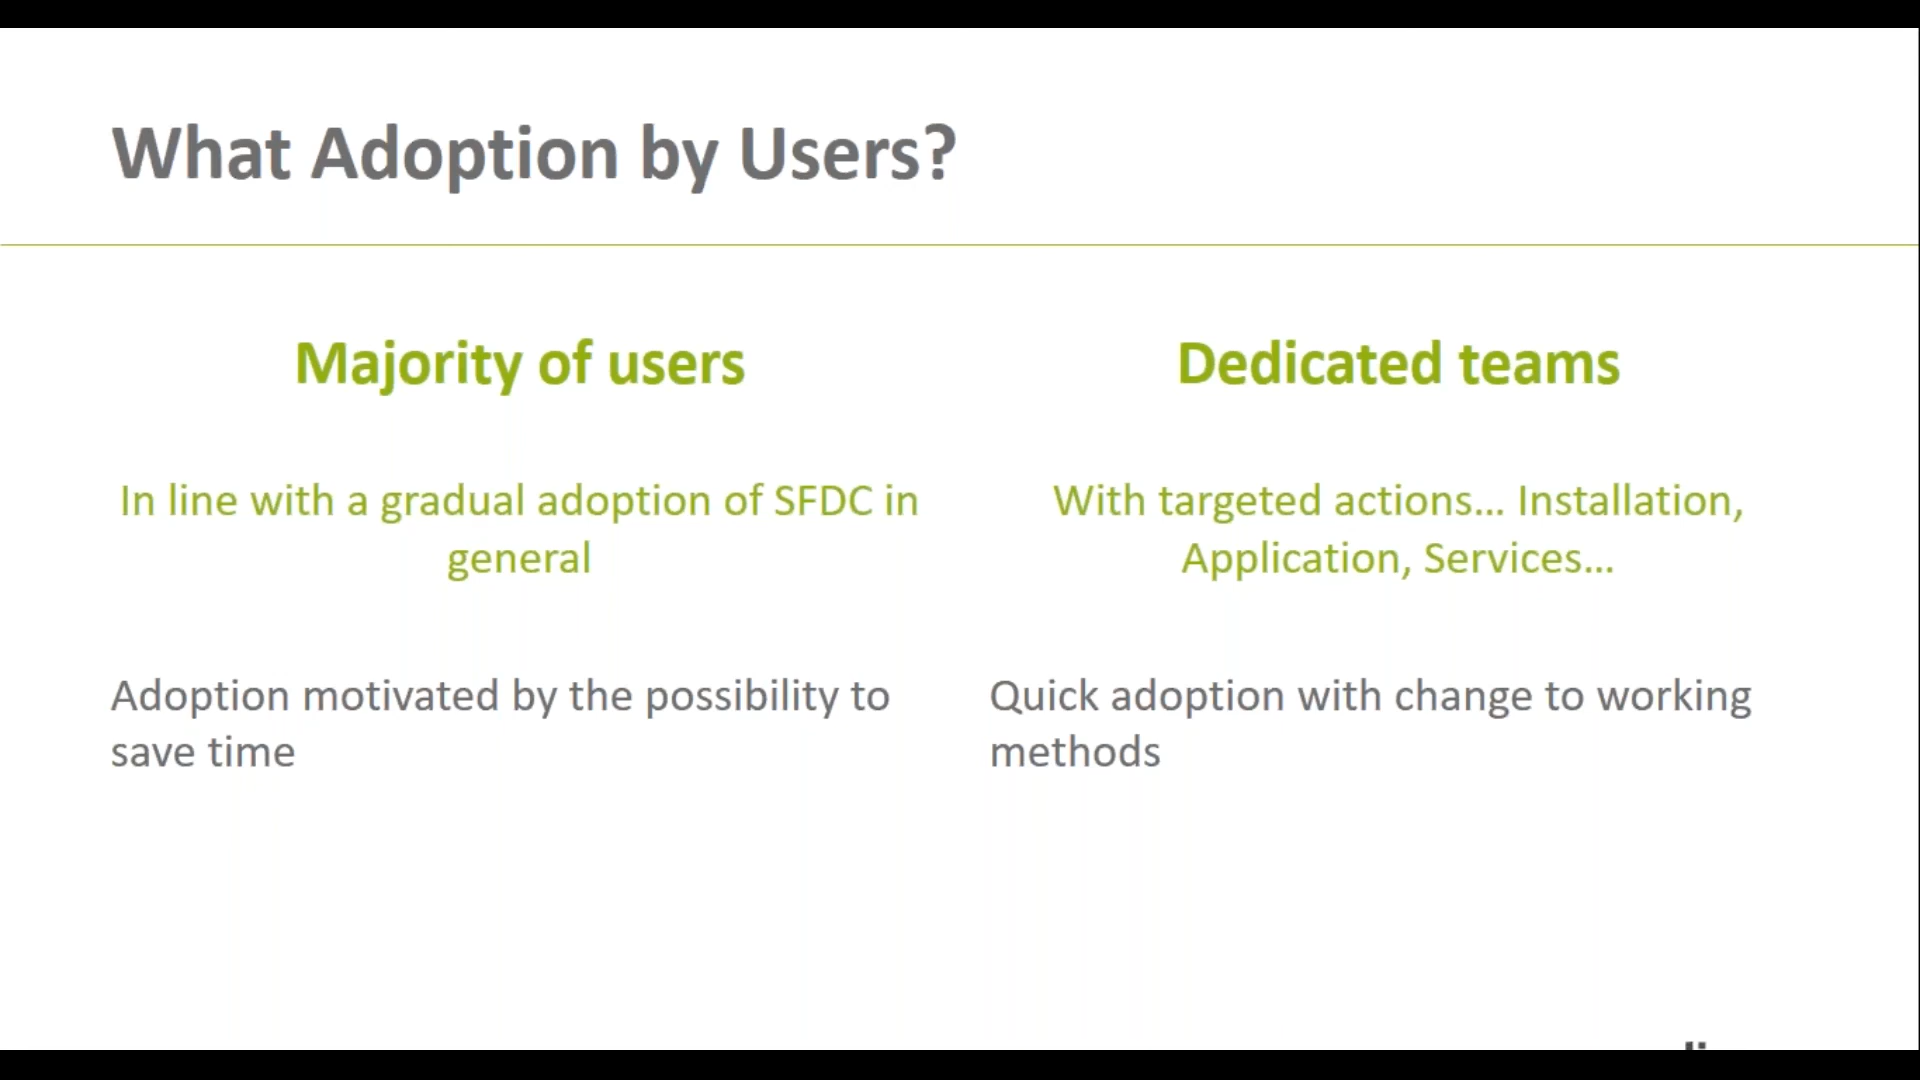 What Adoption by Users?
Majority of users
In line with a gradual adoption of SFDC in
general
Adoption motivated by the possibility to
save time
Dedicated teams
With targeted actions... Installation,
Application, Services...
Quick adoption with change to working
methods